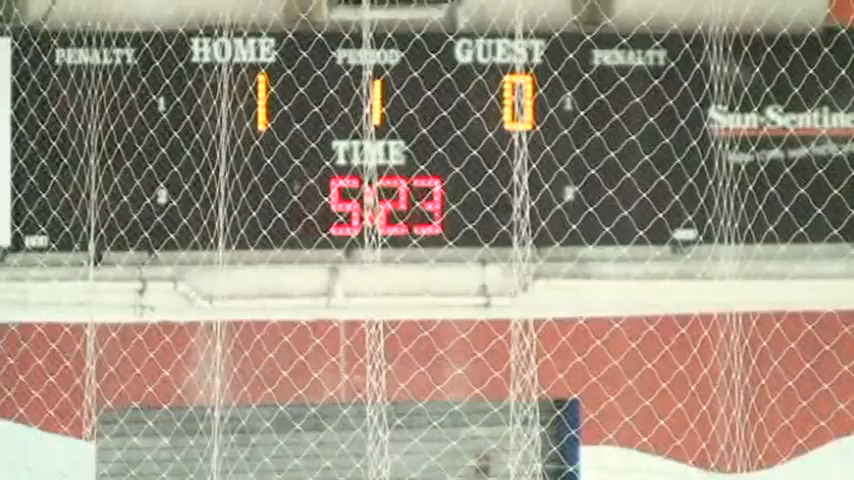 PENALTY HOME PERIOD GUEST PENALTY
1 1 1 0 1
Sun-Sentinel
TIME
2 5:23 2